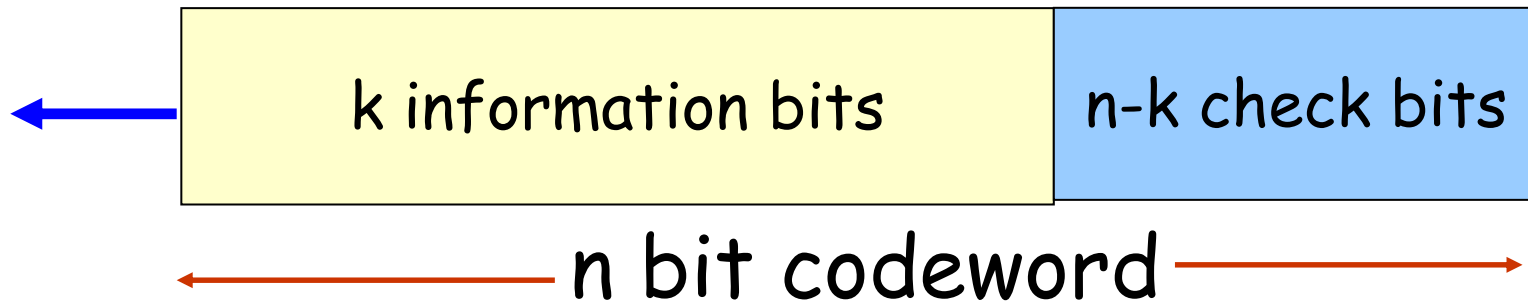 k information bits
n-k check bits
n bit codeword